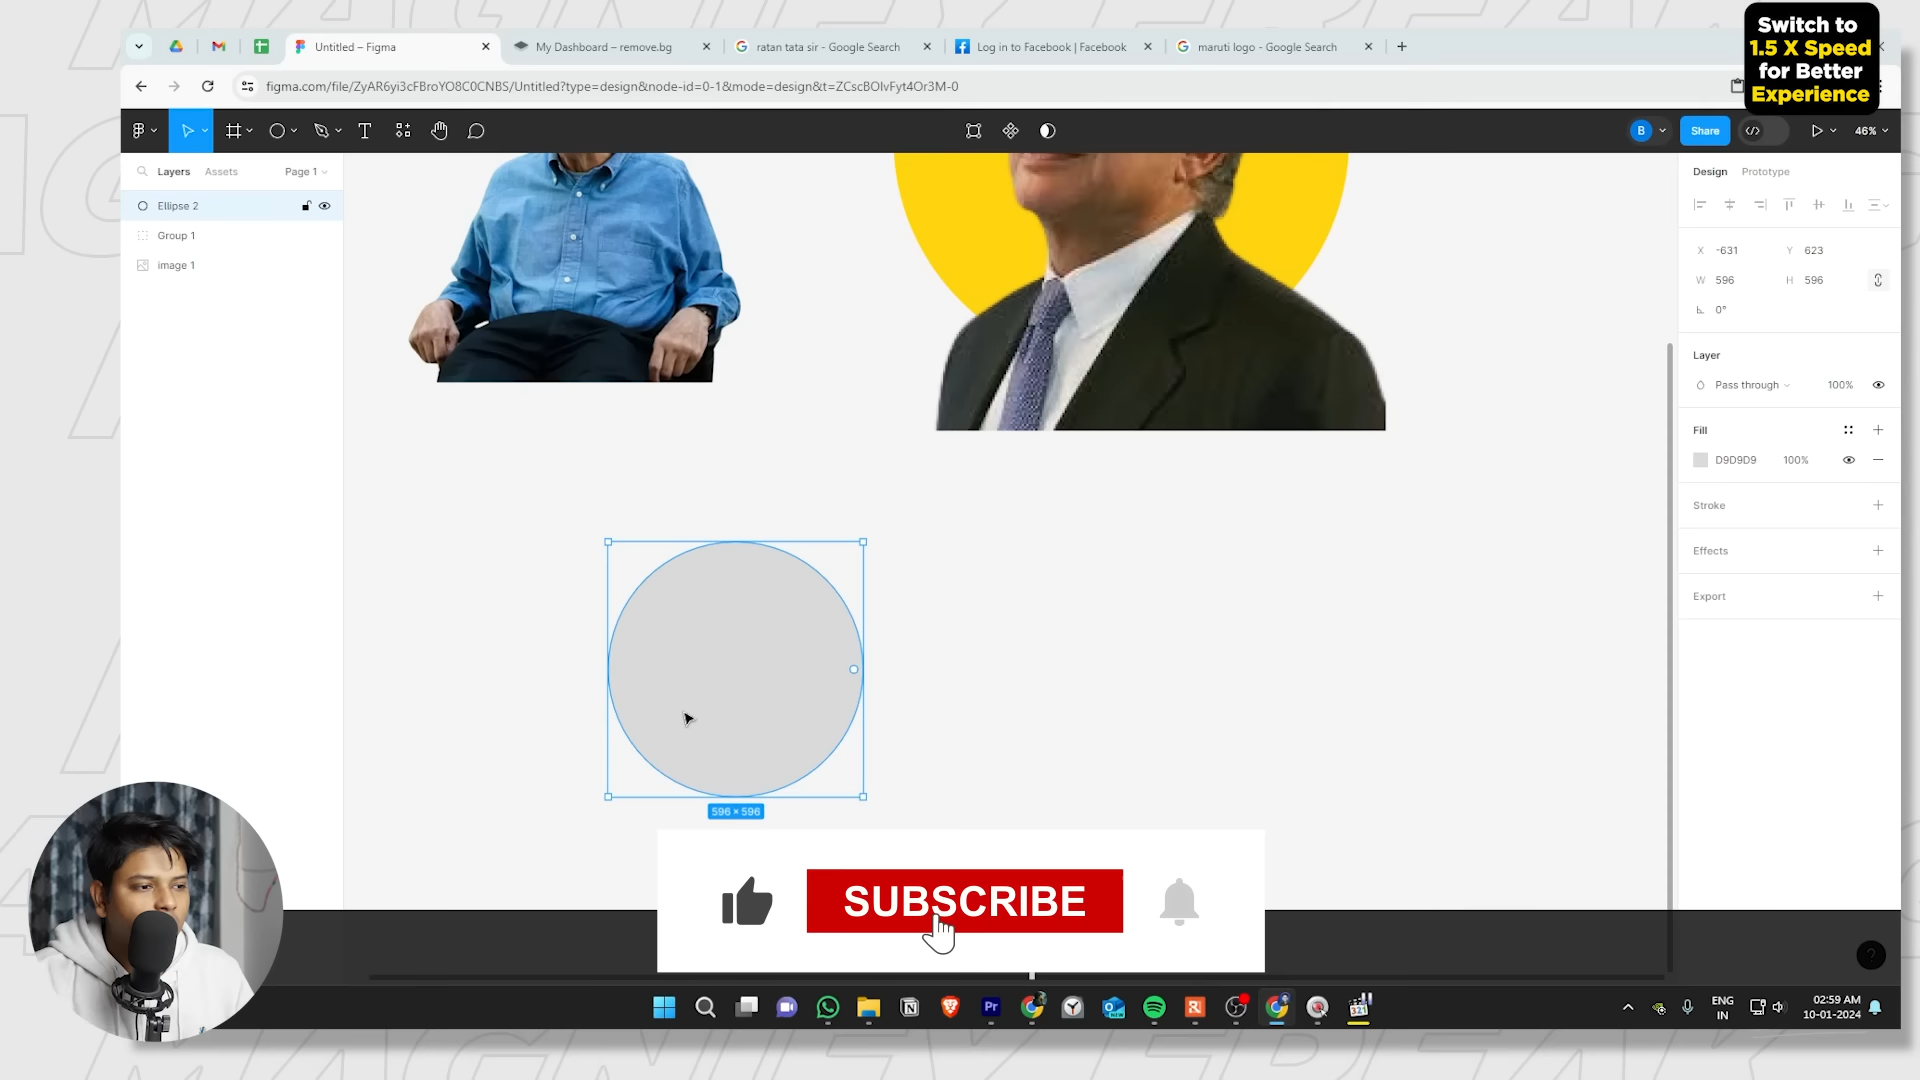 Switch to
1.5 X Speed
for Better
Experience
Untitled – Figma
My Dashboard – remove.bg
ratan tata sir - Google Search
Log in to Facebook | Facebook
maruti logo - Google Search
figma.com/file/ZyAR6yi3cFBroYO8C0CNBS/Untitled?type=design&node-id=0-1&mode=design&t=ZCscBOlvFyt4Or3M-0
B
Share
46%
Layers
Assets
Page 1
Ellipse 2
Group 1
image 1
Design
Prototype
X -631
Y 623
W 596
H 596
0°
Layer
Pass through
100%
Fill
D9D9D9
100%
Stroke
Effects
Export
596 × 596
SUBSCRIBE
?
ENG
IN
02:59 AM
10-01-2024